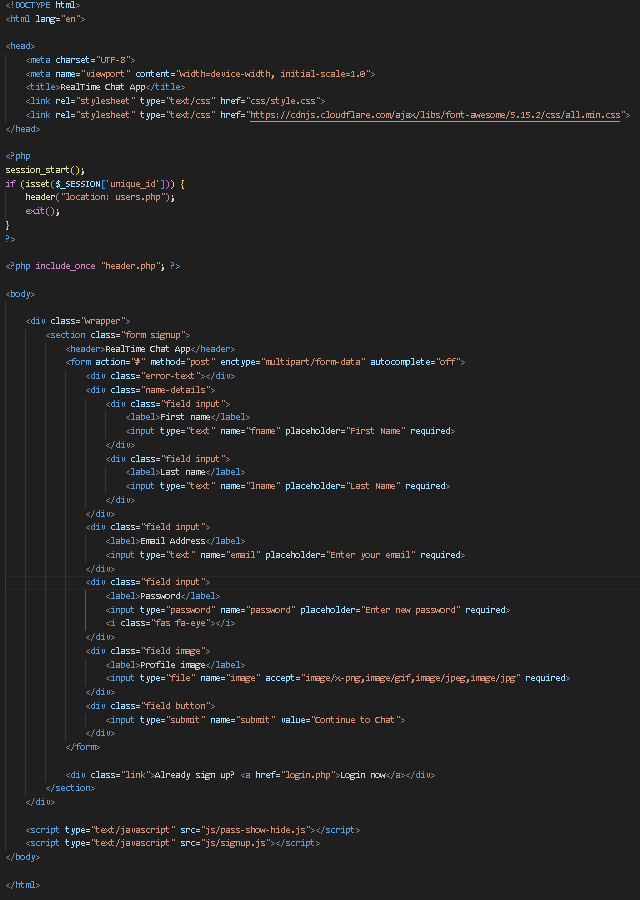 <!DOCTYPE html>
<html lang="en">
<head>
<meta charset="UTF-8">
<meta name="viewport" content="width=device-width, initial-scale=1.0">
<title>RealTime Chat App</title>
<link rel="stylesheet" type="text/css" href="css/style.css">
<link rel="stylesheet" type="text/css" href="https://cdnjs.cloudflare.com/ajax/libs/font-awesome/5.15.2/css/all.min.css">
</head>
<?php
session_start();
if (isset($_SESSION['unique_id'])) {
header("location: users.php");
exit();
}
?>
<?php include_once "header.php"; ?>
<body>
<div class="wrapper">
<section class="form signup">
<header>RealTime Chat App</header>
<form action="#" method="post" enctype="multipart/form-data" autocomplete="off">
<div class="error-text"></div>
<div class="name-details">
<div class="field input">
<label>First name</label>
<input type="text" name="fname" placeholder="First Name" required>
</div>
<div class="field input">
<label>Last name</label>
<input type="text" name="lname" placeholder="Last Name" required>
</div>
</div>
<div class="field input">
<label>Email Address</label>
<input type="text" name="email" placeholder="Enter your email" required>
</div>
<div class="field input">
<label>Password</label>
<input type="password" name="password" placeholder="Enter new password" required>
<i class="fas fa-eye"></i>
</div>
<div class="field image">
<label>Profile image</label>
<input type="file" name="image" accept="image/x-png,image/gif,image/jpeg,image/jpg" required>
</div>
<div class="field button">
<input type="submit" name="submit" value="Continue to Chat">
</div>
</form>
<div class="link">Already sign up? <a href="login.php">Login now</a></div>
</section>
</div>
<script type="text/javascript" src="js/pass-show-hide.js"></script>
<script type="text/javascript" src="js/signup.js"></script>
</body>
</html>